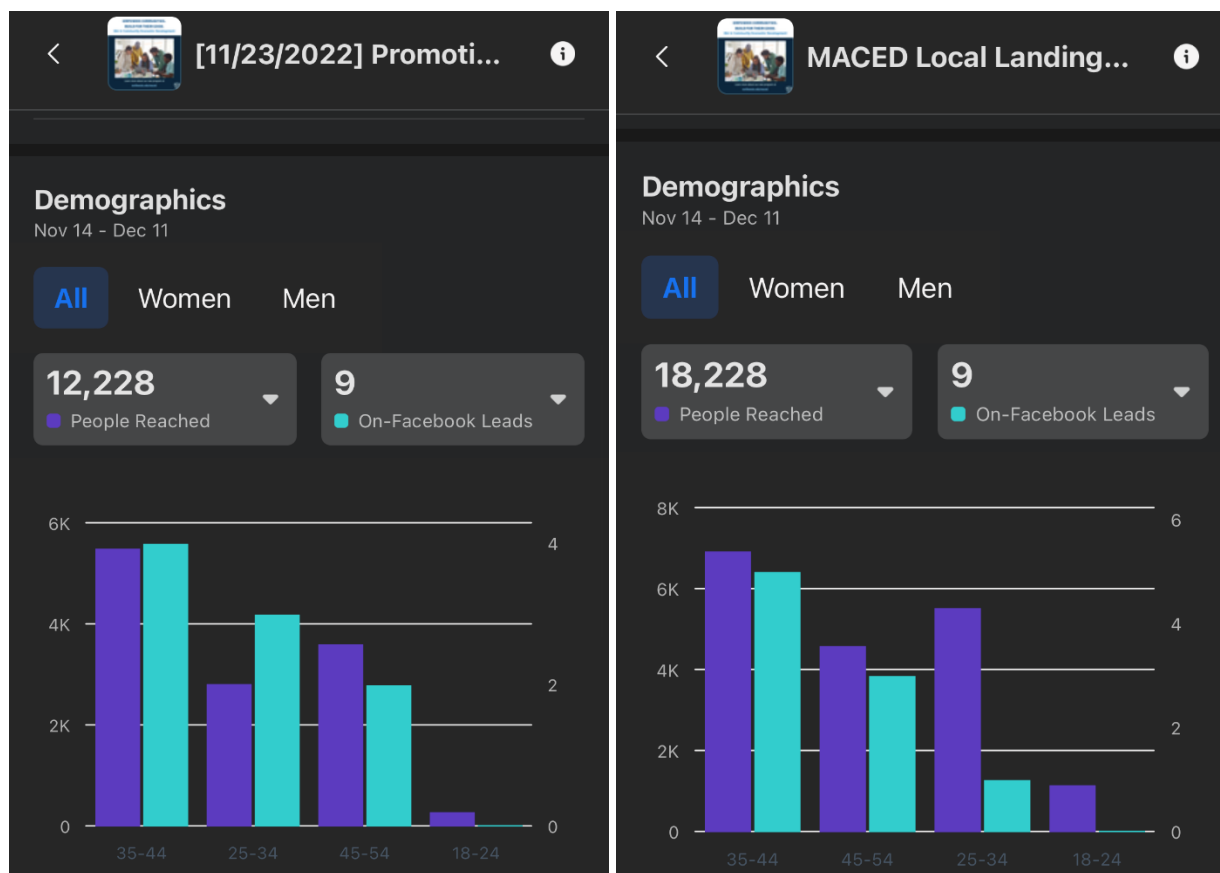 [11/23/2022] Promoti...
Demographics
Nov 14 - Dec 11
All Women Men
12,228 9
People Reached On-Facebook Leads
6K
4
4K
2
2K
0 0
35-44 25-34 45-54 18-24
MACED Local Landing...
Demographics
Nov 14 - Dec 11
All Women Men
18,228 9
People Reached On-Facebook Leads
8K
6
6K
4
4K
2
2K
0 0
35-44 45-54 25-34 18-24